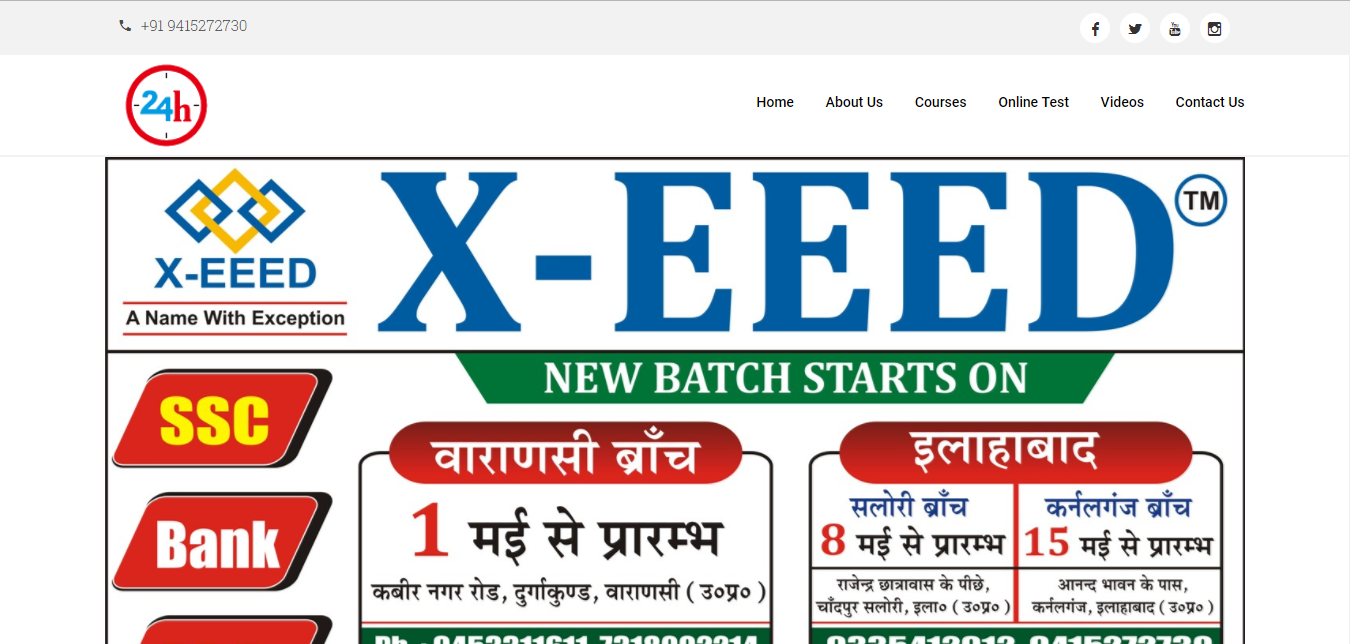 +91 9415272730
24h
Home About Us Courses Online Test Videos Contact Us
X-EEED
A Name With Exception
X-EEED TM
NEW BATCH STARTS ON
SSC
Bank
वाराणसी ब्राँच
1 मई से प्रारम्भ
कबीर नगर रोड, दुर्गाकुण्ड, वाराणसी ( उ०प्र० )
इलाहाबाद
सलोरी ब्राँच
8 मई से प्रारम्भ
राजेन्द्र छात्रावास के पीछे,
चाँदपुर सलोरी, इला० ( उ०प्र० )
कर्नलगंज ब्राँच
15 मई से प्रारम्भ
आनन्द भावन के पास,
कर्नलगंज, इलाहाबाद ( उ०प्र० )